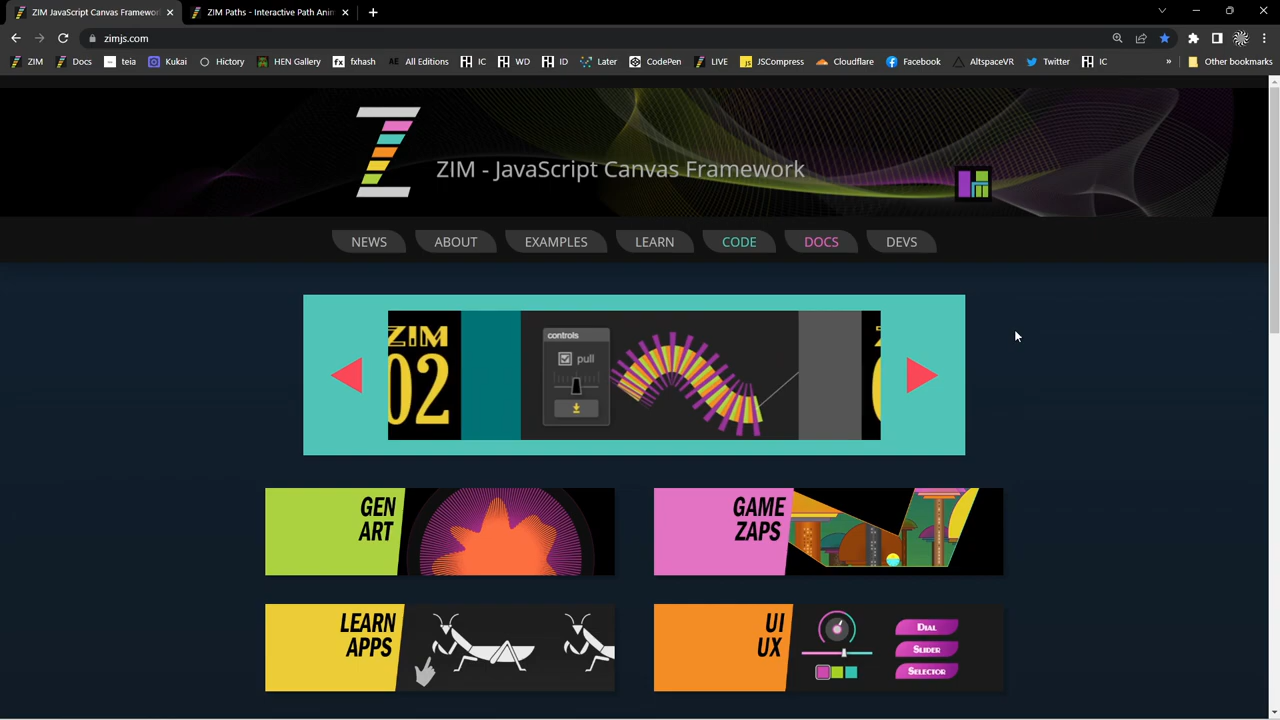 ZIM JavaScript Canvas Framewor
ZIM Paths - Interactive Path Anim
zimjs.com
ZIM
Docs
teia
Kukai
Hictory
HEN Gallery
fxhash
AE All Editions
IC
WD
ID
Later
CodePen
LIVE
JSCompress
Cloudflare
Facebook
AltspaceVR
Twitter
IC
»
Other bookmarks
ZIM - JavaScript Canvas Framework
NEWS
ABOUT
EXAMPLES
LEARN
CODE
DOCS
DEVS
ZIM
02
controls
pull
GEN
ART
GAME
ZAPS
LEARN
APPS
UI
UX
DIAL
SLIDER
SELECTOR